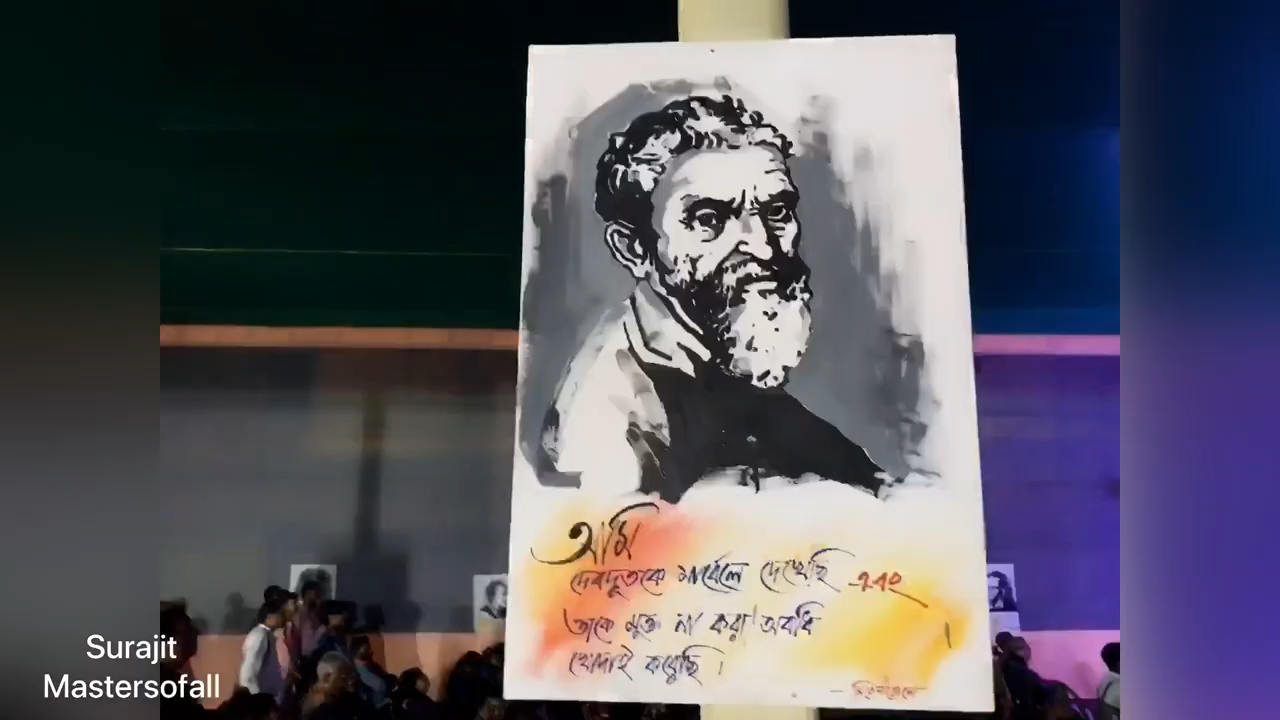 আমি
দেবদূতকে মার্বেলে দেখেছি এবং
তাকে মুক্ত না করা অবধি
খোদাই করেছি।
Surajit
Mastersofall